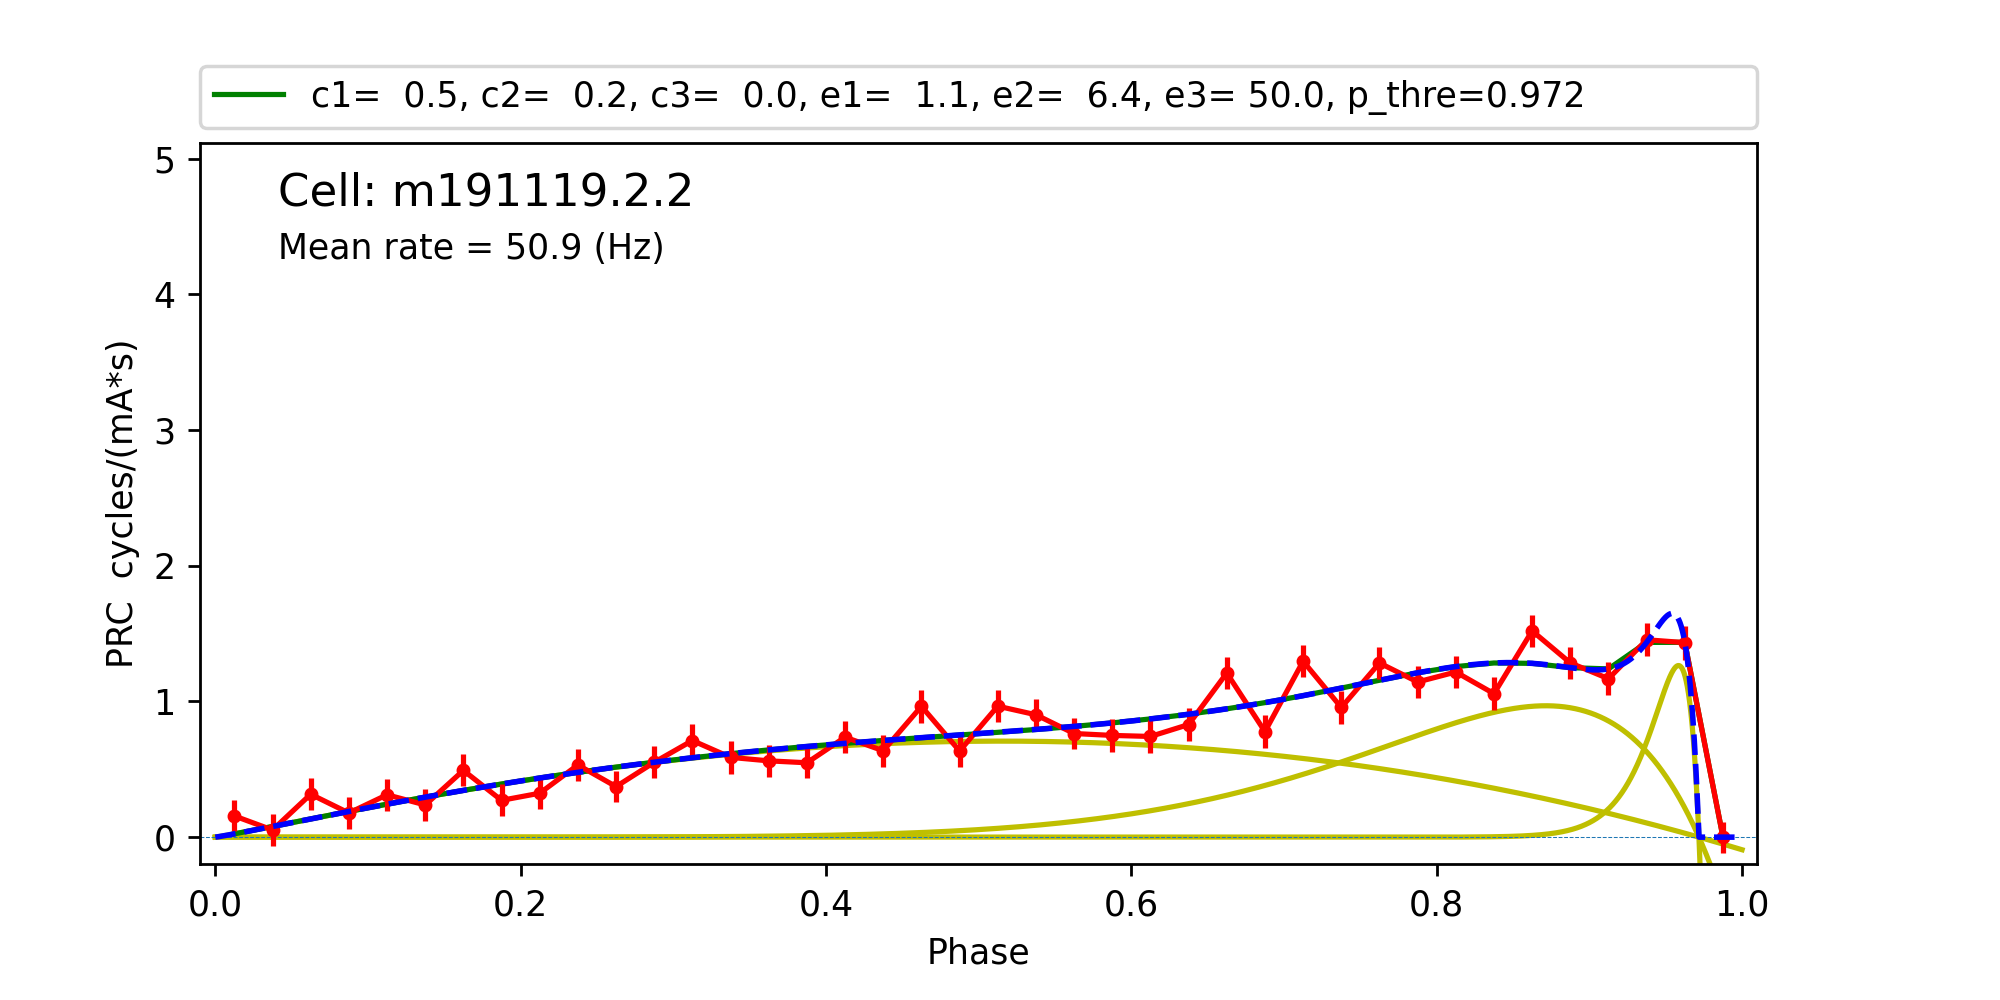 c1=  0.5, c2=  0.2, c3=  0.0, e1=  1.1, e2=  6.4, e3= 50.0, p_thre=0.972
Cell: m191119.2.2
Mean rate = 50.9 (Hz)
PRC  cycles/(mA*s)
5
4
3
2
1
0
0.0 0.2 0.4 0.6 0.8 1.0
Phase